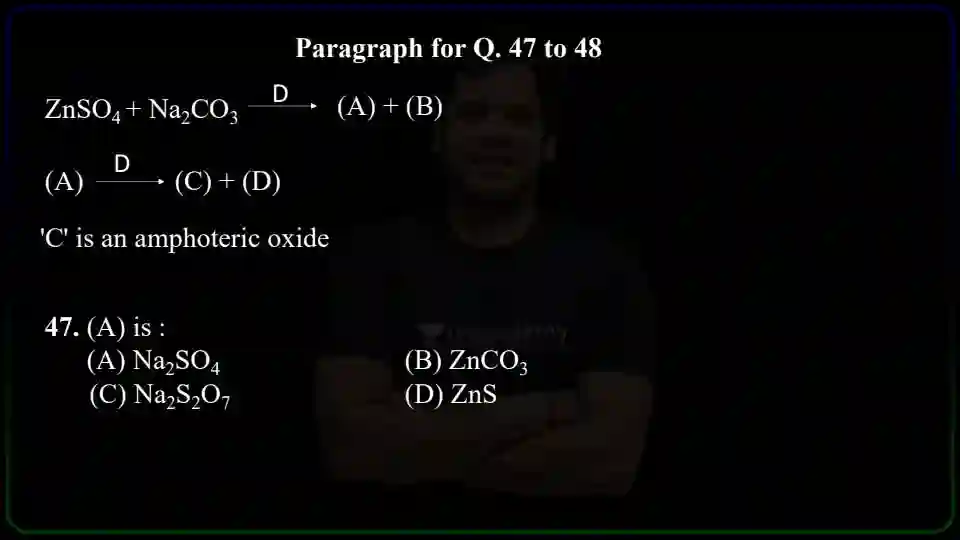 Paragraph for Q. 47 to 48
ZnSO₄ + Na₂CO₃ D→ (A) + (B)
(A) D→ (C) + (D)
'C' is an amphoteric oxide
47. (A) is :
(A) Na₂SO₄ (B) ZnCO₃
(C) Na₂S₂O₇ (D) ZnS